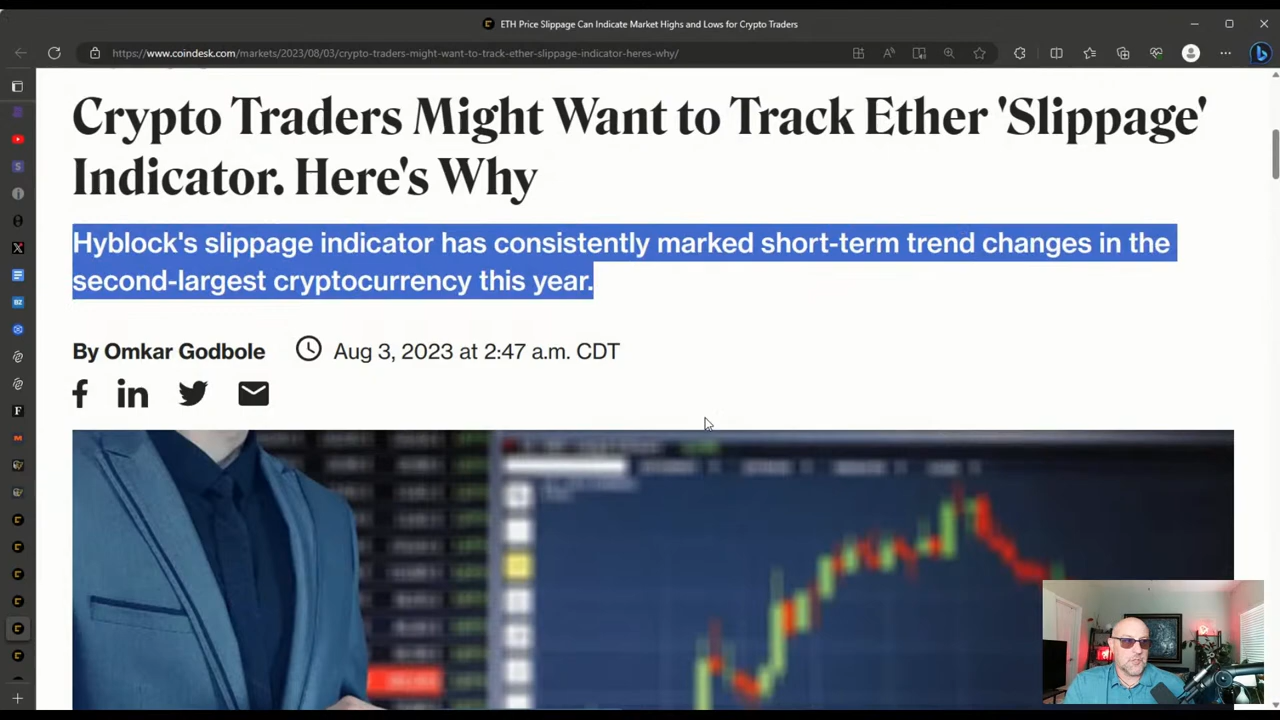 ETH Price Slippage Can Indicate Market Highs and Lows for Crypto Traders
https://www.coindesk.com/markets/2023/08/03/crypto-traders-might-want-to-track-ether-slippage-indicator-heres-why/
Crypto Traders Might Want to Track Ether 'Slippage'
Indicator. Here's Why
Hyblock's slippage indicator has consistently marked short-term trend changes in the
second-largest cryptocurrency this year.
By Omkar Godbole Aug 3, 2023 at 2:47 a.m. CDT